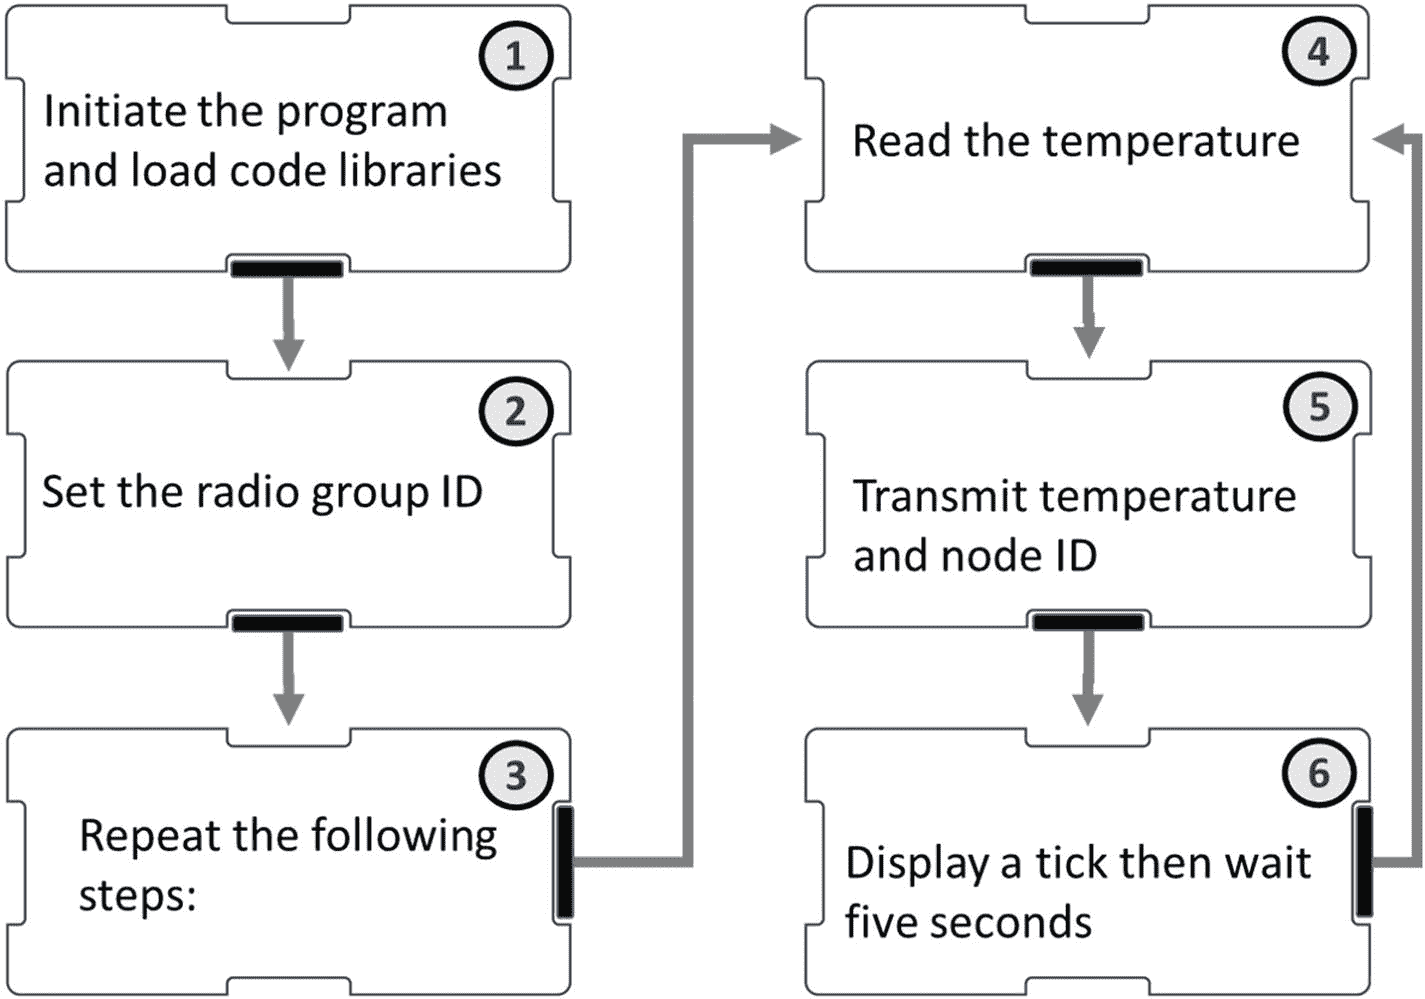 1
Initiate the program
and load code libraries
2
Set the radio group ID
3
Repeat the following
steps:
4
Read the temperature
5
Transmit temperature
and node ID
6
Display a tick then wait
five seconds